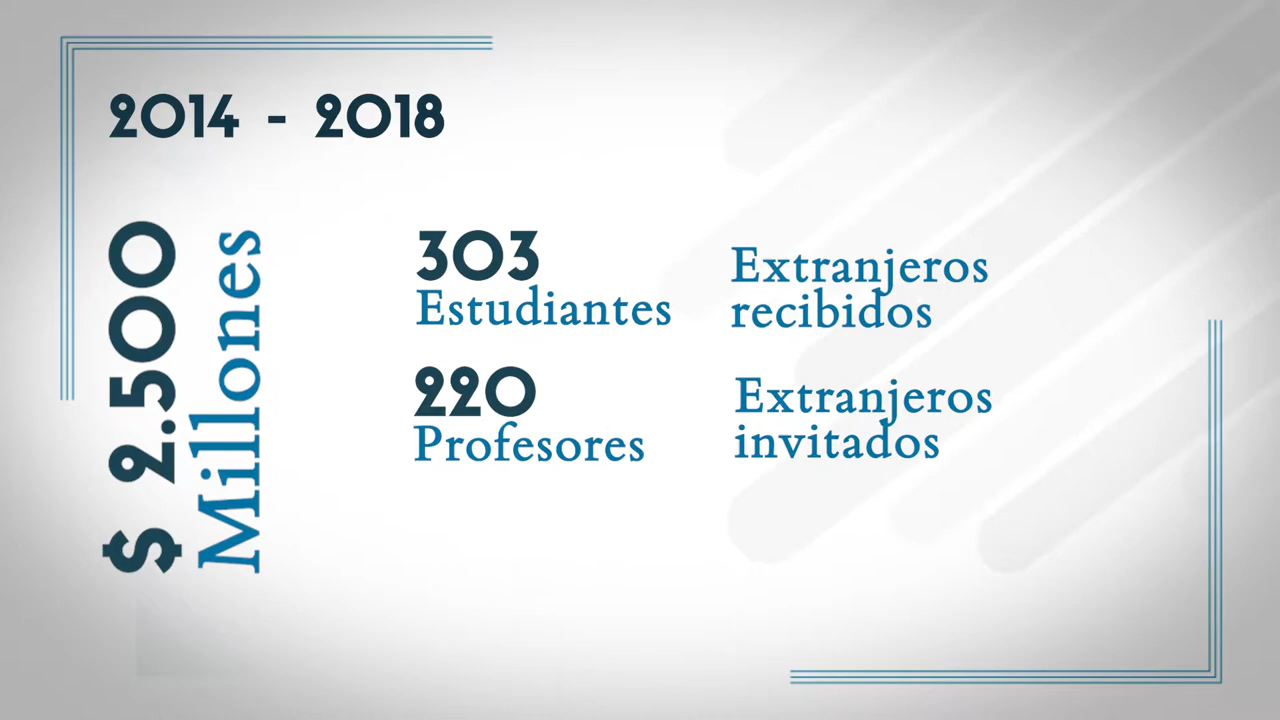 2014 - 2018
$ 2.500
Millones
303
Estudiantes
Extranjeros
recibidos
220
Profesores
Extranjeros
invitados